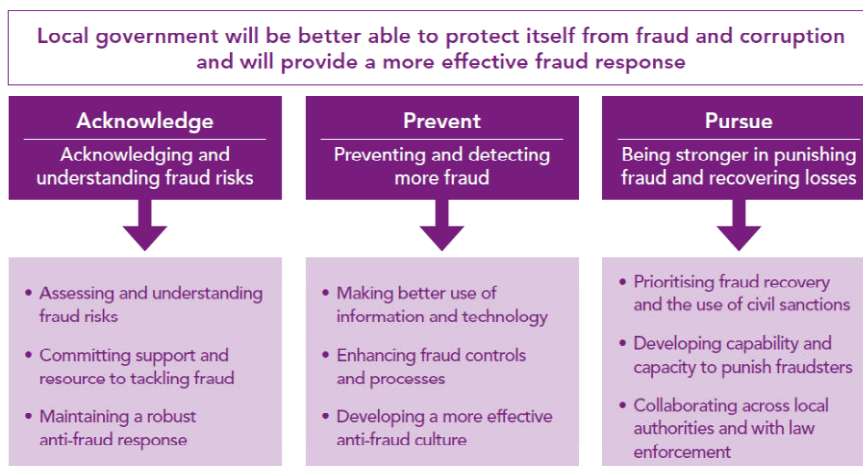 Local government will be better able to protect itself from fraud and corruption
and will provide a more effective fraud response
Acknowledge
Acknowledging and
understanding fraud risks
• Assessing and understanding
fraud risks
• Committing support and
resource to tackling fraud
• Maintaining a robust
anti-fraud response
Prevent
Preventing and detecting
more fraud
• Making better use of
information and technology
• Enhancing fraud controls
and processes
• Developing a more effective
anti-fraud culture
Pursue
Being stronger in punishing
fraud and recovering losses
• Prioritising fraud recovery
and the use of civil sanctions
• Developing capability and
capacity to punish fraudsters
• Collaborating across local
authorities and with law
enforcement